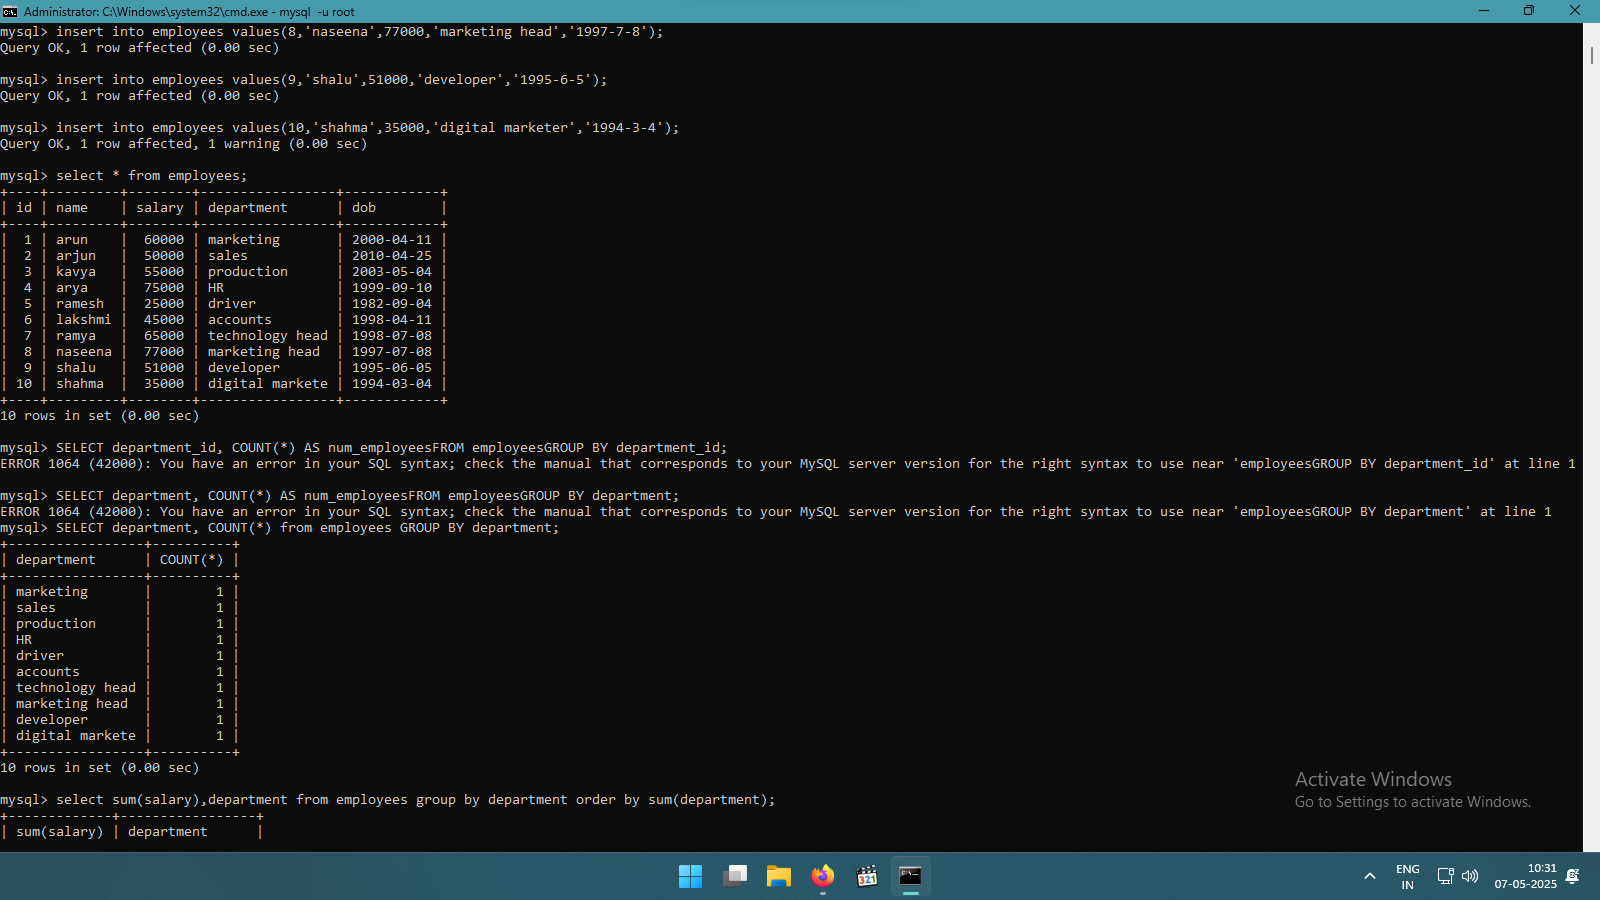 Administrator: C:\Windows\system32\cmd.exe - mysql  -u root
mysql> insert into employees values(8,'naseena',77000,'marketing head','1997-7-8');
Query OK, 1 row affected (0.00 sec)
mysql> insert into employees values(9,'shalu',51000,'developer','1995-6-5');
Query OK, 1 row affected (0.00 sec)
mysql> insert into employees values(10,'shahma',35000,'digital marketer','1994-3-4');
Query OK, 1 row affected, 1 warning (0.00 sec)
mysql> select * from employees;
+----+---------+--------+-----------------+------------+
| id | name    | salary | department      | dob        |
+----+---------+--------+-----------------+------------+
|  1 | arun    |  60000 | marketing       | 2000-04-11 |
|  2 | arjun   |  50000 | sales           | 2010-04-25 |
|  3 | kavya   |  55000 | production      | 2003-05-04 |
|  4 | arya    |  75000 | HR              | 1999-09-10 |
|  5 | ramesh  |  25000 | driver          | 1982-09-04 |
|  6 | lakshmi |  45000 | accounts        | 1998-04-11 |
|  7 | ramya   |  65000 | technology head | 1998-07-08 |
|  8 | naseena |  77000 | marketing head  | 1997-07-08 |
|  9 | shalu   |  51000 | developer       | 1995-06-05 |
| 10 | shahma  |  35000 | digital markete | 1994-03-04 |
+----+---------+--------+-----------------+------------+
10 rows in set (0.00 sec)
mysql> SELECT department_id, COUNT(*) AS num_employeesFROM employeesGROUP BY department_id;
ERROR 1064 (42000): You have an error in your SQL syntax; check the manual that corresponds to your MySQL server version for the right syntax to use near 'employeesGROUP BY department_id' at line 1
mysql> SELECT department, COUNT(*) AS num_employeesFROM employeesGROUP BY department;
ERROR 1064 (42000): You have an error in your SQL syntax; check the manual that corresponds to your MySQL server version for the right syntax to use near 'employeesGROUP BY department' at line 1
mysql> SELECT department, COUNT(*) from employees GROUP BY department;
+-----------------+----------+
| department      | COUNT(*) |
+-----------------+----------+
| marketing       |        1 |
| sales           |        1 |
| production      |        1 |
| HR              |        1 |
| driver          |        1 |
| accounts        |        1 |
| technology head |        1 |
| marketing head  |        1 |
| developer       |        1 |
| digital markete |        1 |
+-----------------+----------+
10 rows in set (0.00 sec)
mysql> select sum(salary),department from employees group by department order by sum(department);
+-------------+-----------------+
| sum(salary) | department      |
Activate Windows
Go to Settings to activate Windows.
321
ENG
IN
10:31
07-05-2025